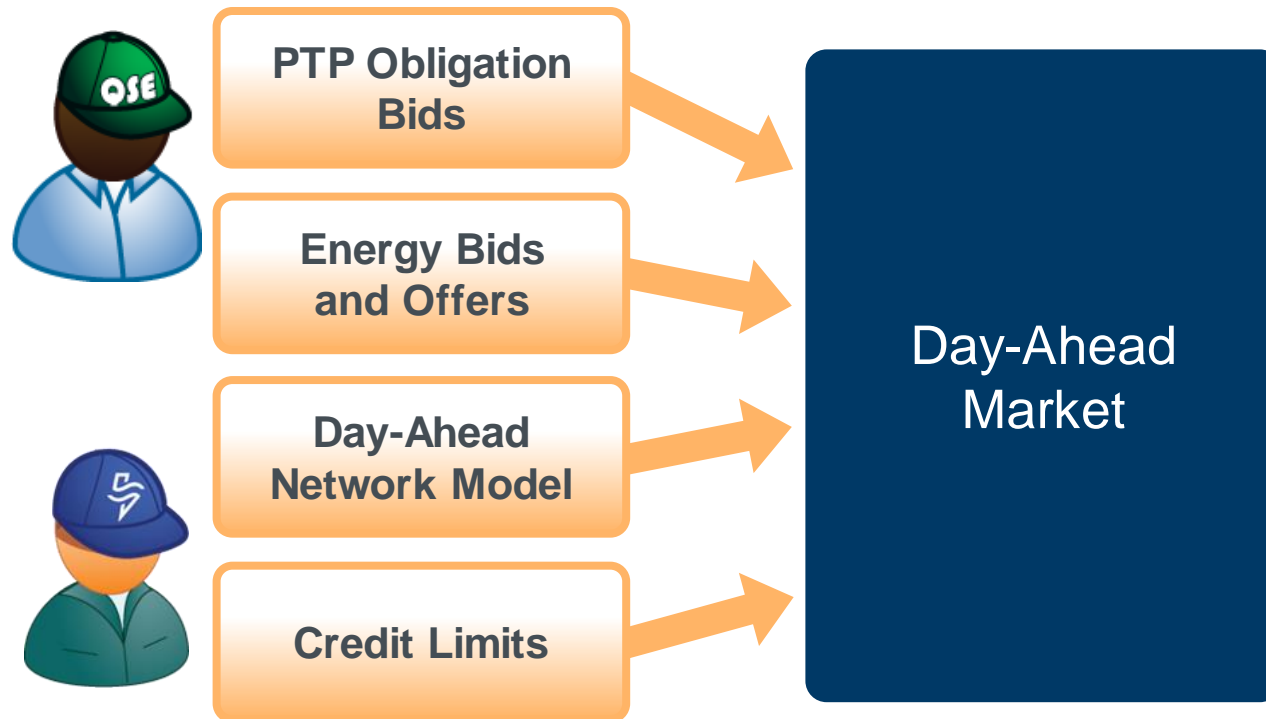 QSE
PTP Obligation
Bids
Energy Bids
and Offers
Day-Ahead
Network Model
Credit Limits
Day-Ahead
Market